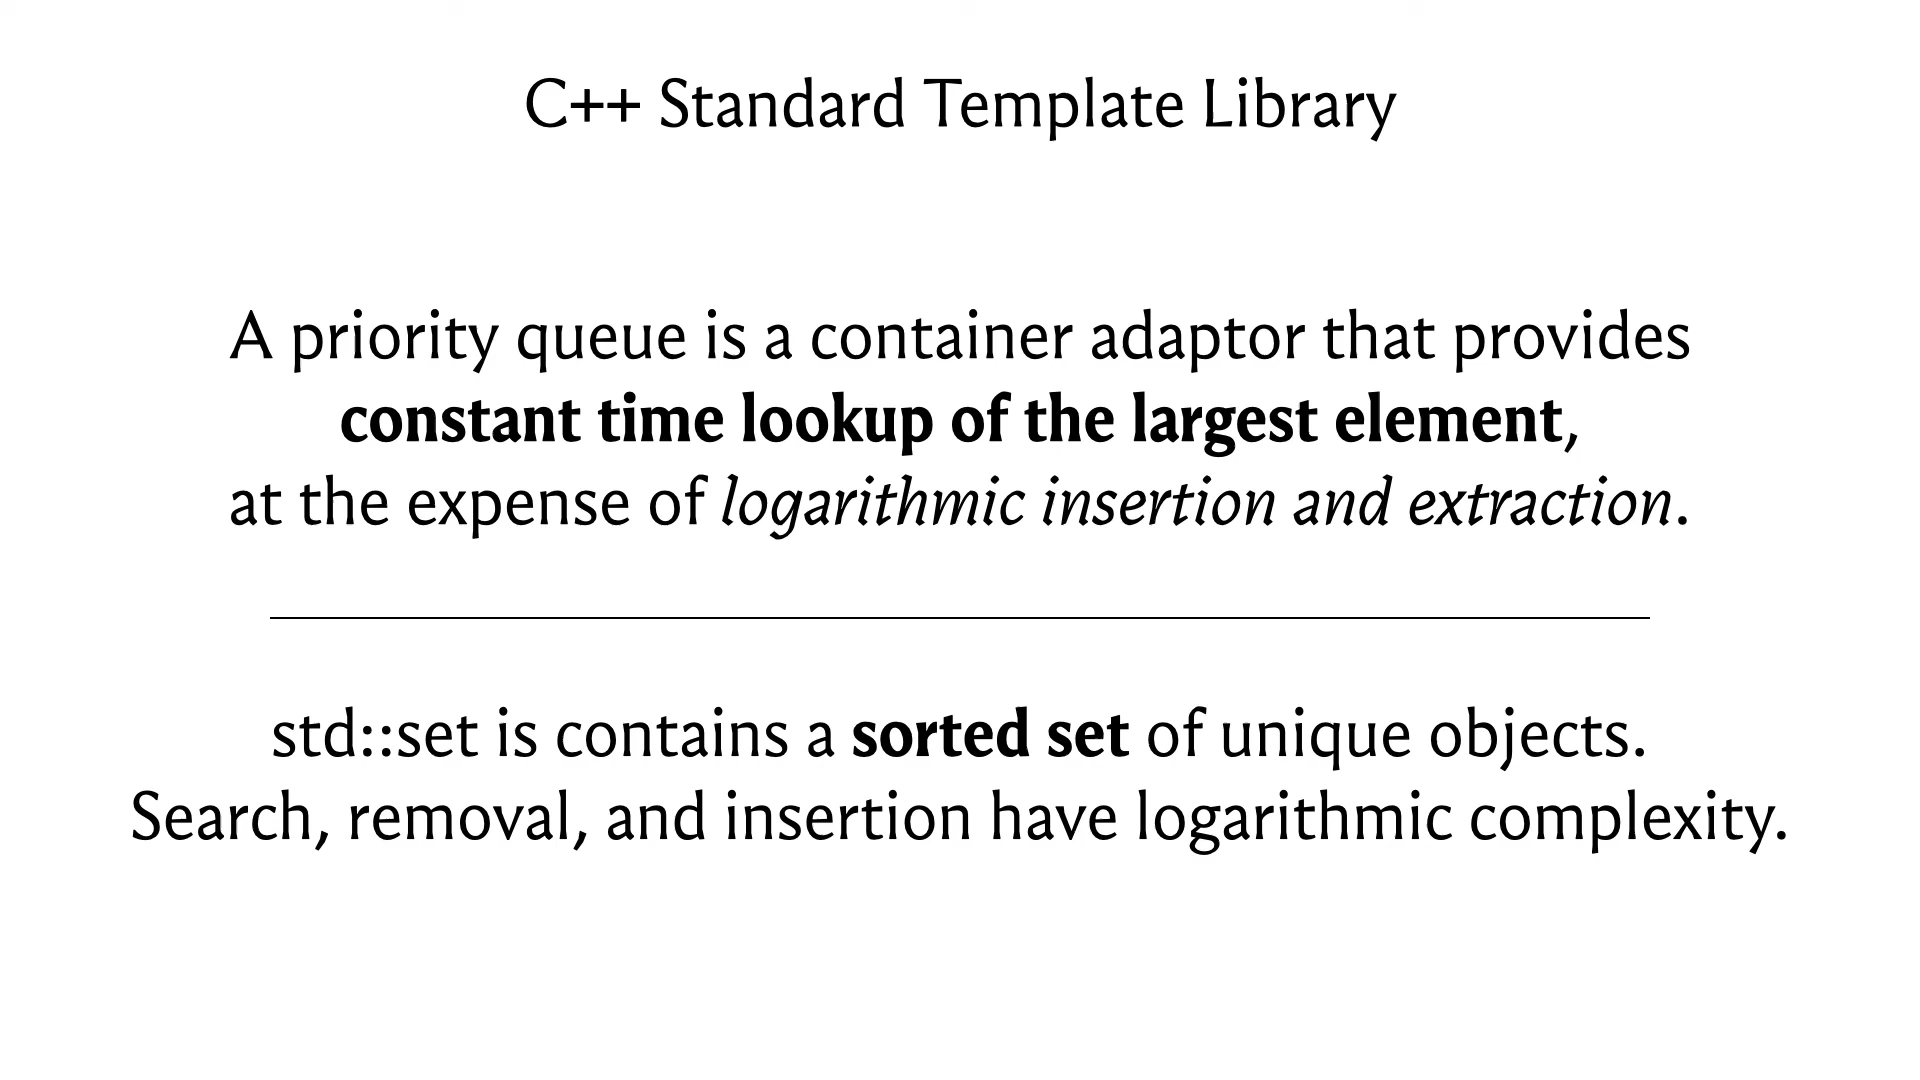 C++ Standard Template Library
A priority queue is a container adaptor that provides
constant time lookup of the largest element,
at the expense of logarithmic insertion and extraction.
std::set is contains a sorted set of unique objects.
Search, removal, and insertion have logarithmic complexity.